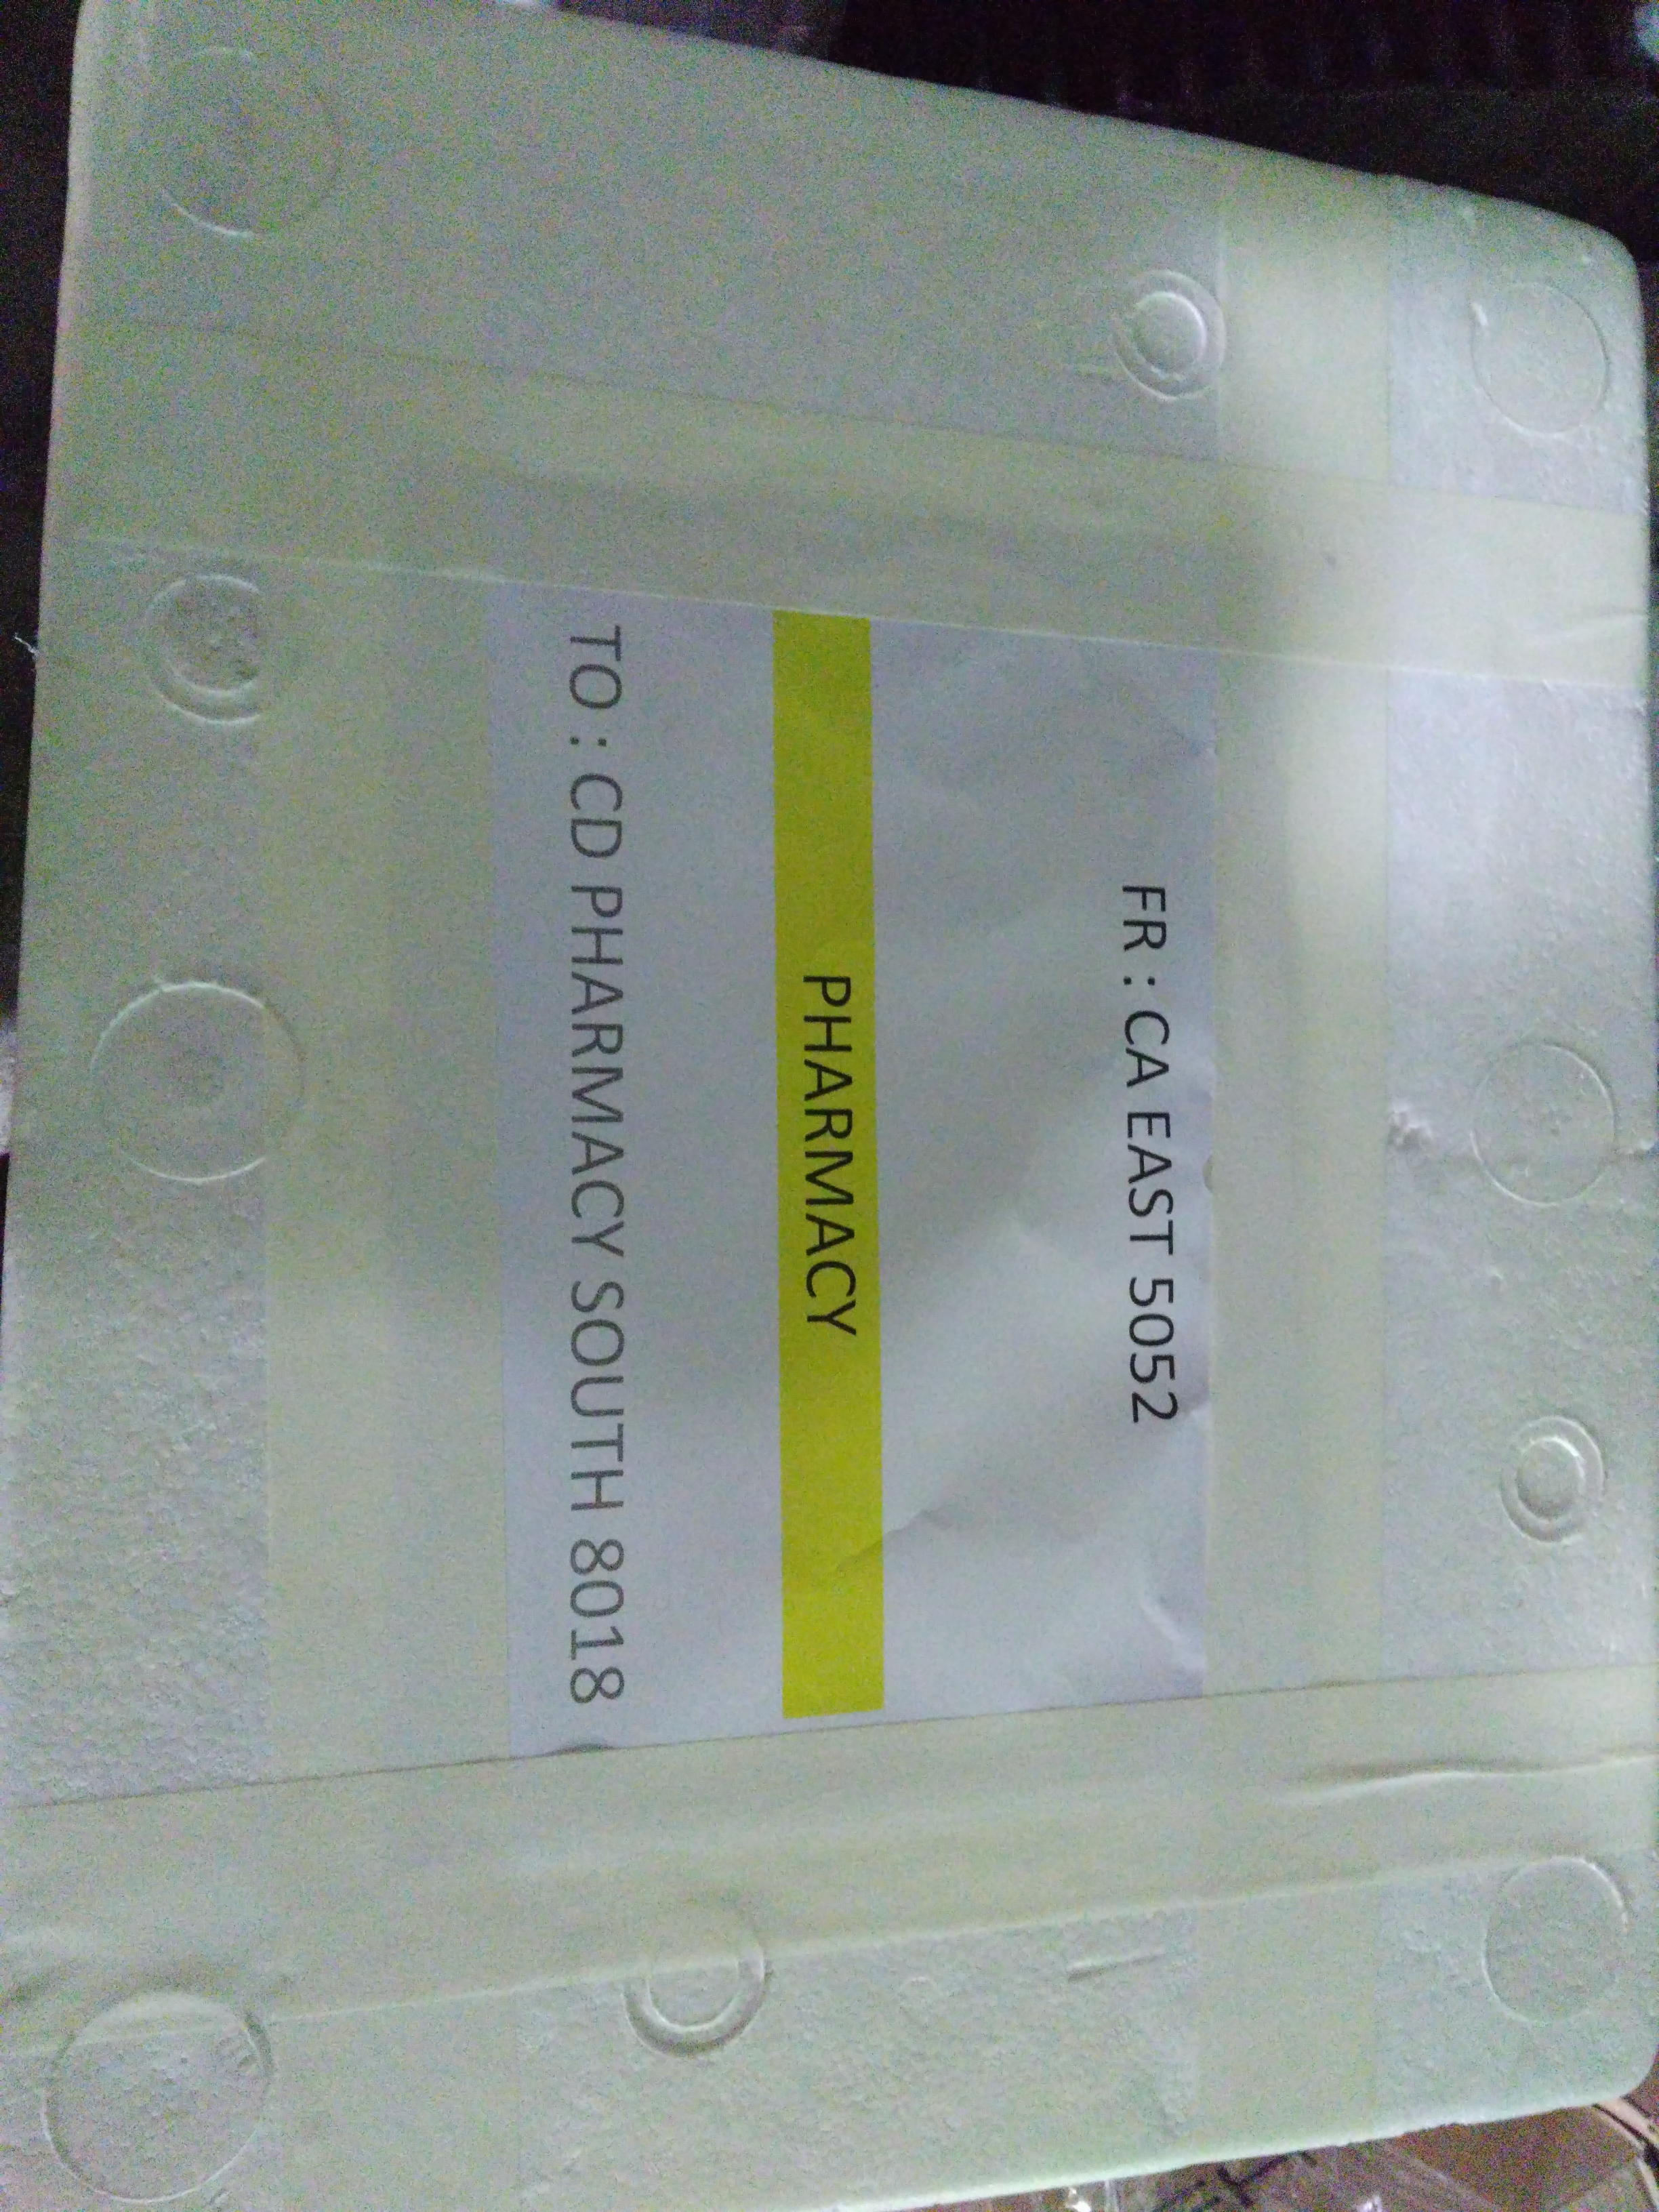 FR : CA EAST 5052
PHARMACY
TO : CD PHARMACY SOUTH 8018